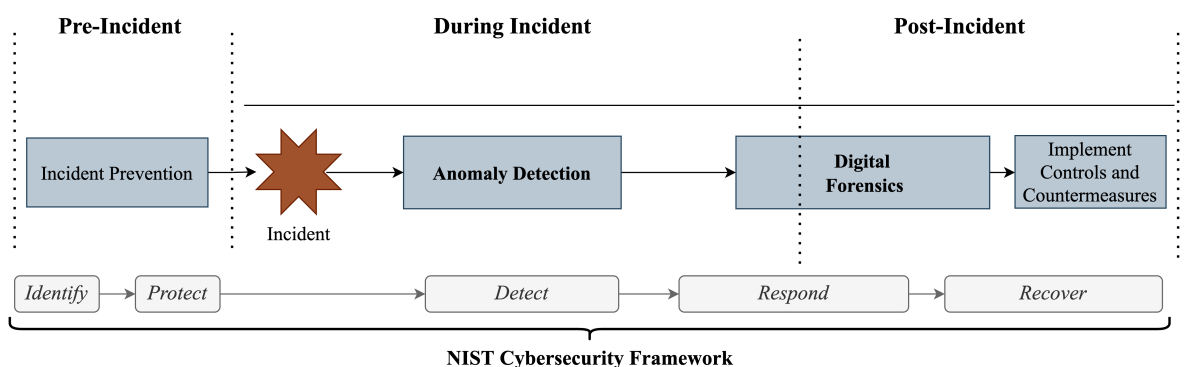 Pre-Incident
During Incident
Post-Incident
Incident Prevention
Incident
Anomaly Detection
Digital
Forensics
Implement
Controls and
Countermeasures
Identify
Protect
Detect
Respond
Recover
NIST Cybersecurity Framework